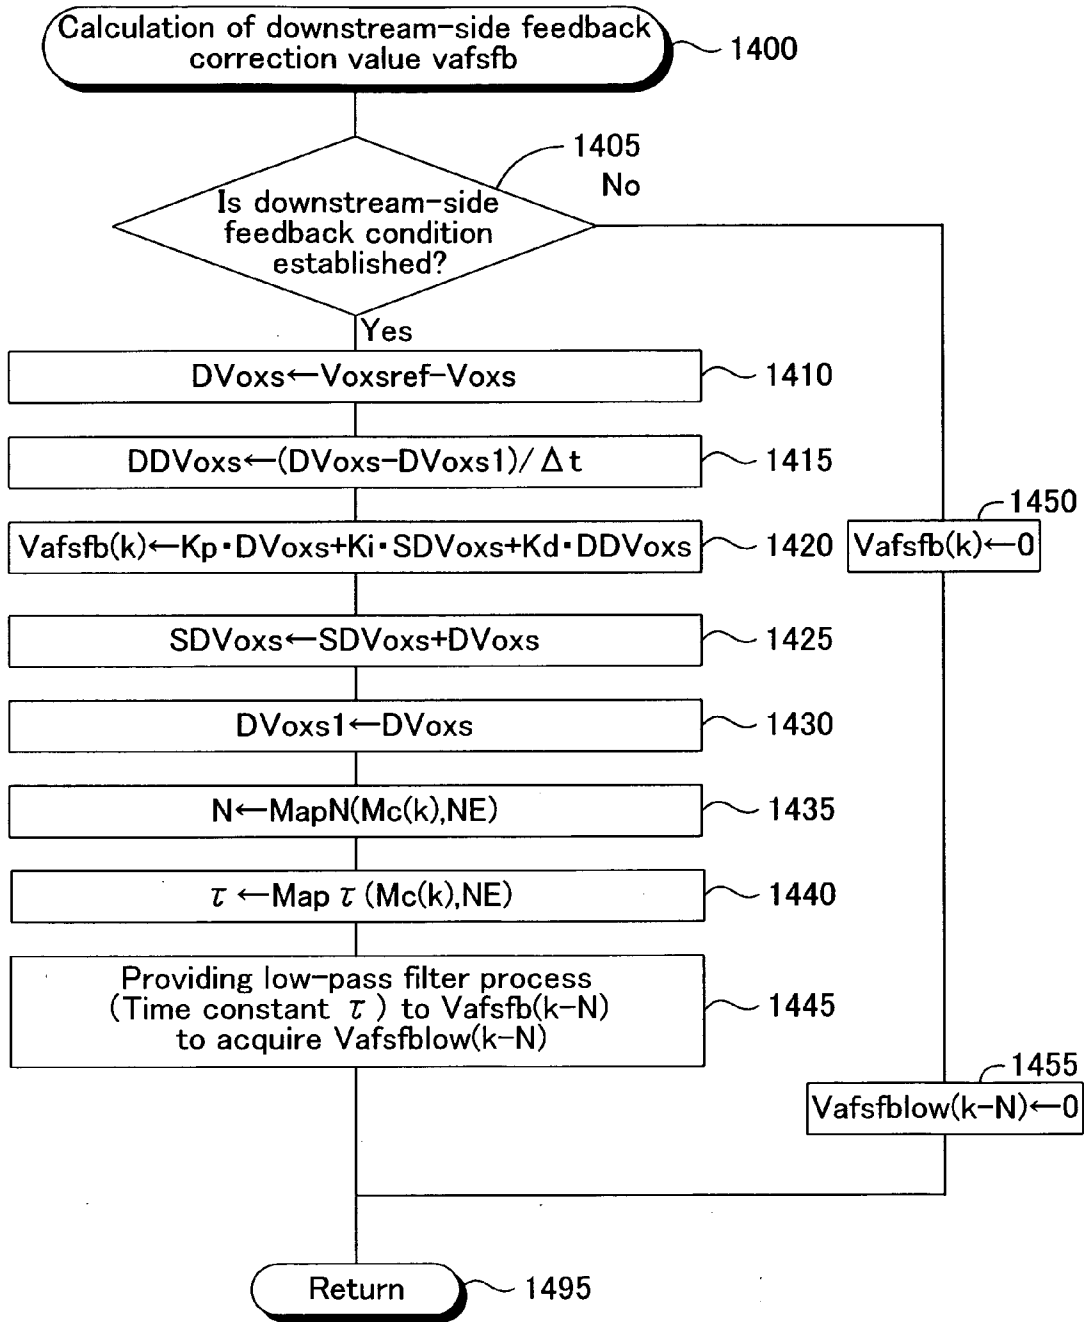 Calculation of downstream-side feedback
correction value vafsfb
1400
1405
No
Is downstream-side
feedback condition
established?
Yes
DVoxs←Voxsref-Voxs
1410
DDVoxs←(DVoxs-DVoxs1)/Δt
1415
1450
Vafsfb(k)←Kp・DVoxs+Ki・SDVoxs+Kd・DDVoxs
1420
Vafsfb(k)←0
SDVoxs←SDVoxs+DVoxs
1425
DVoxs1←DVoxs
1430
N←MapN(Mc(k),NE)
1435
τ←Map τ (Mc(k),NE)
1440
Providing low-pass filter process
(Time constant τ) to Vafsfb(k-N)
to acquire Vafsfblow(k-N)
1445
1455
Vafsfblow(k-N)←0
Return
1495